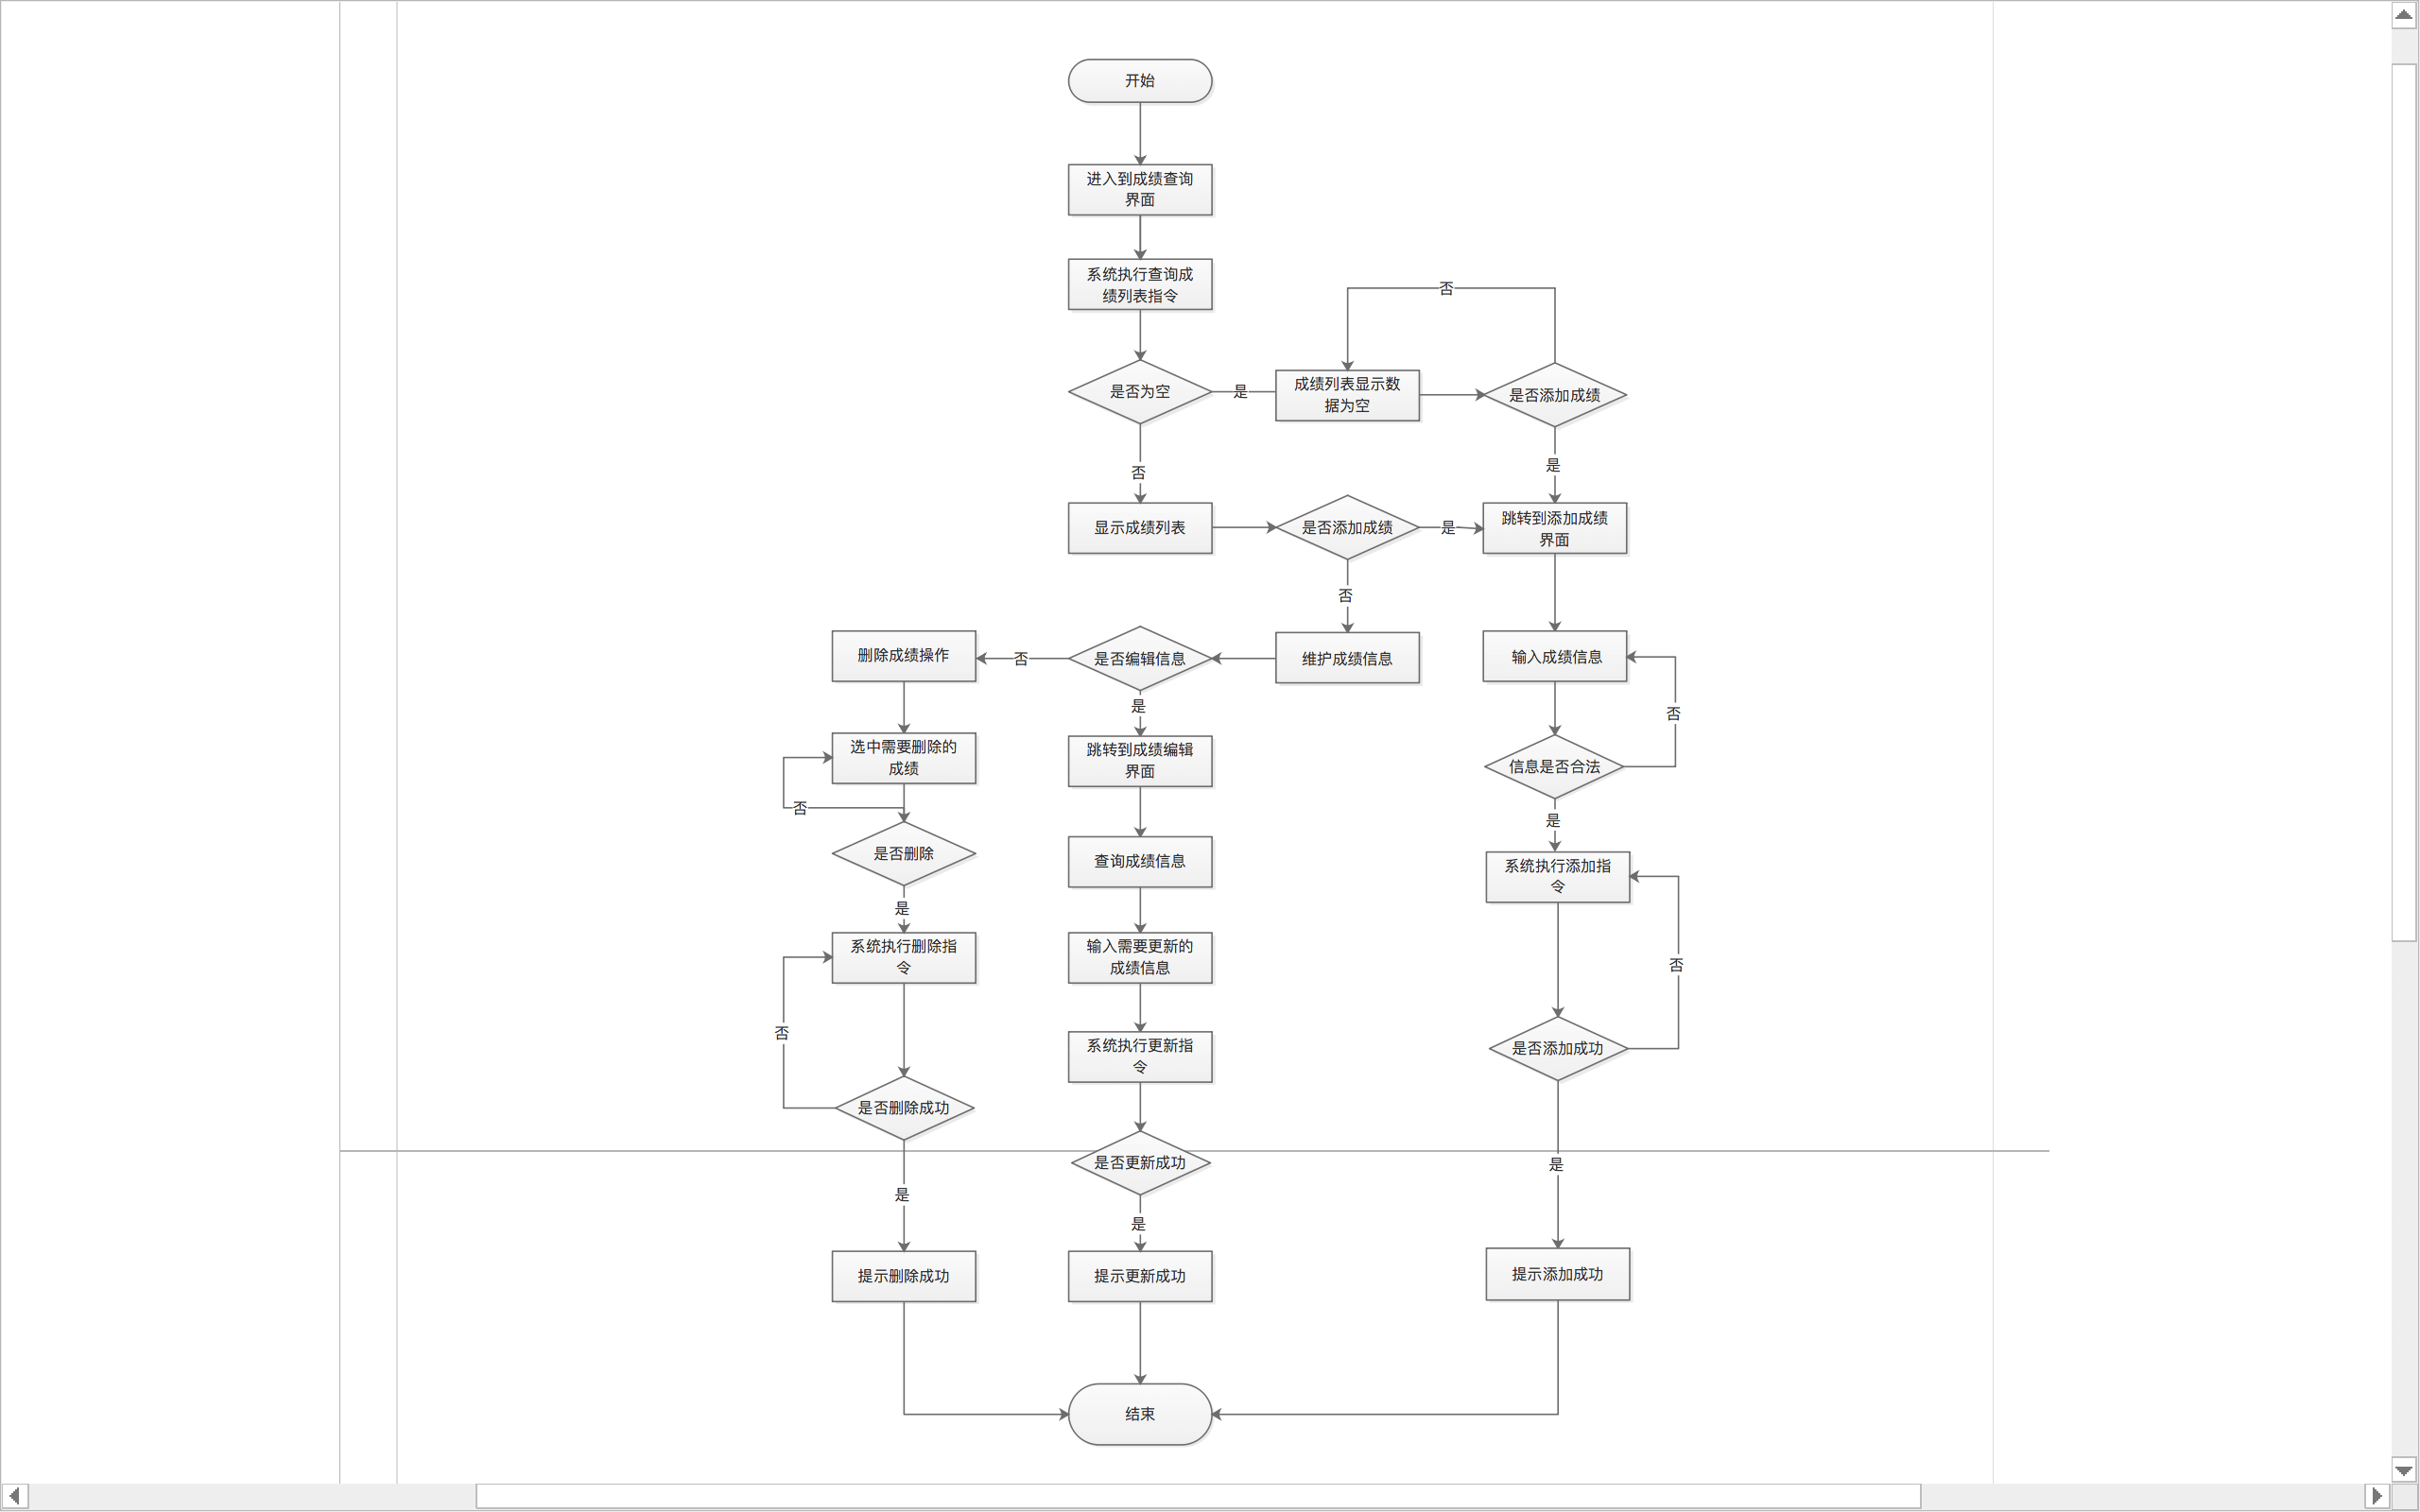 开始
进入到成绩查询
界面
系统执行查询成
绩列表指令
否
是否为空
是
成绩列表显示数
据为空
是否添加成绩
否
是
显示成绩列表
是否添加成绩
是
跳转到添加成绩
界面
否
删除成绩操作
否
是否编辑信息
维护成绩信息
输入成绩信息
是
否
选中需要删除的
成绩
跳转到成绩编辑
界面
信息是否合法
否
是
是否删除
查询成绩信息
系统执行添加指
令
是
系统执行删除指
令
输入需要更新的
成绩信息
否
否
系统执行更新指
令
是否添加成功
是否删除成功
是否更新成功
是
是
是
提示删除成功
提示更新成功
提示添加成功
结束